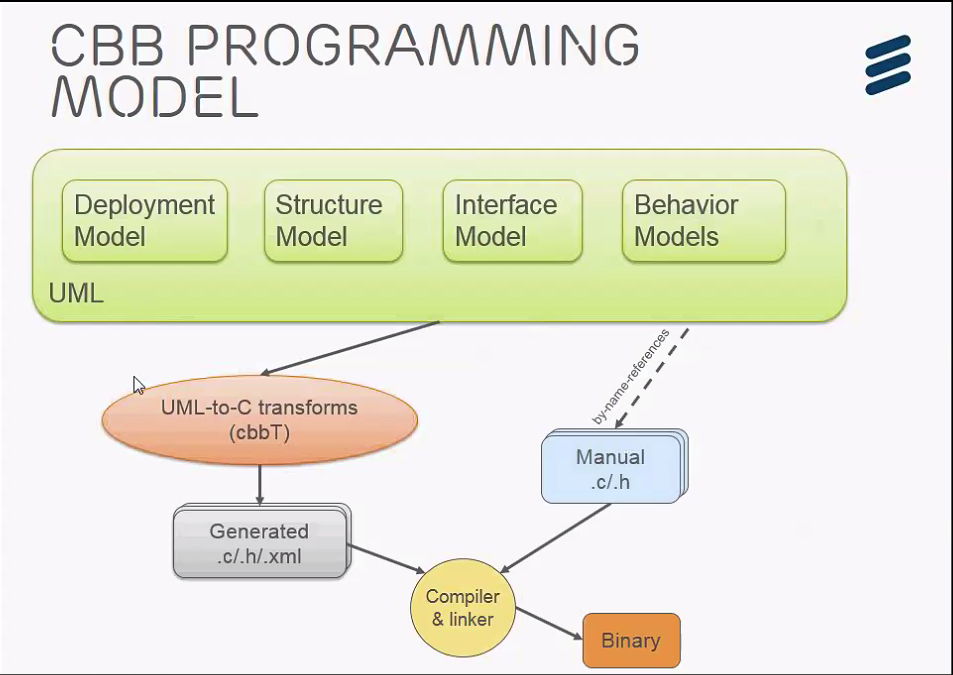 CBB PROGRAMMING
MODEL
Deployment
Model
Structure
Model
Interface
Model
Behavior
Models
UML
by-name-references
UML-to-C transforms
(cbbT)
Manual
.c/.h
Generated
.c/.h/.xml
Compiler
& linker
Binary